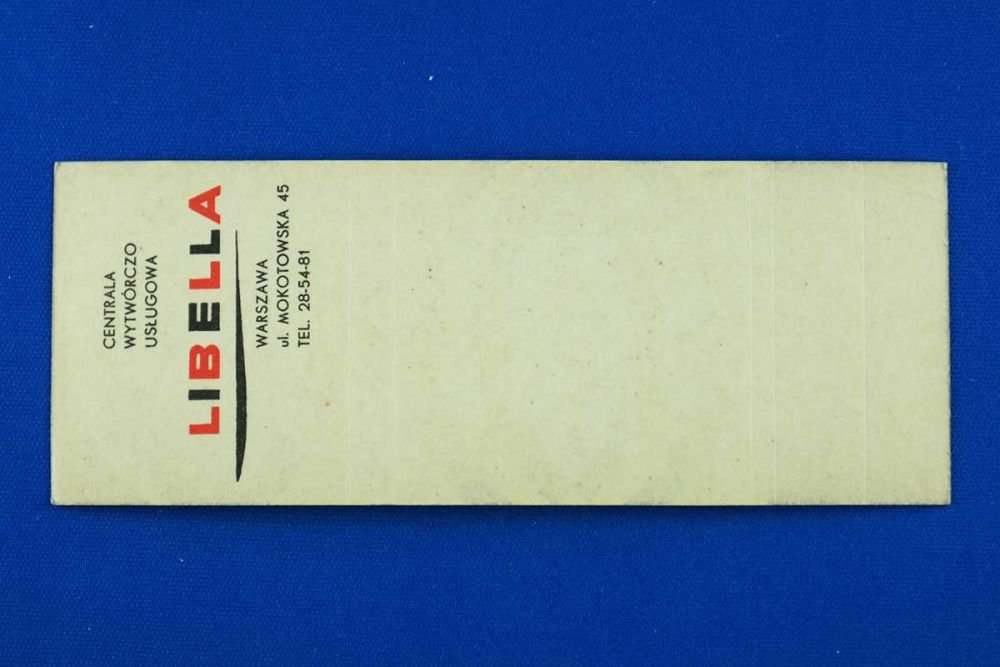 CENTRALA
WYTWÓRCZO
USŁUGOWA
LIBELLA
WARSZAWA
ul. MOKOTOWSKA 45
TEL. 28-54-81